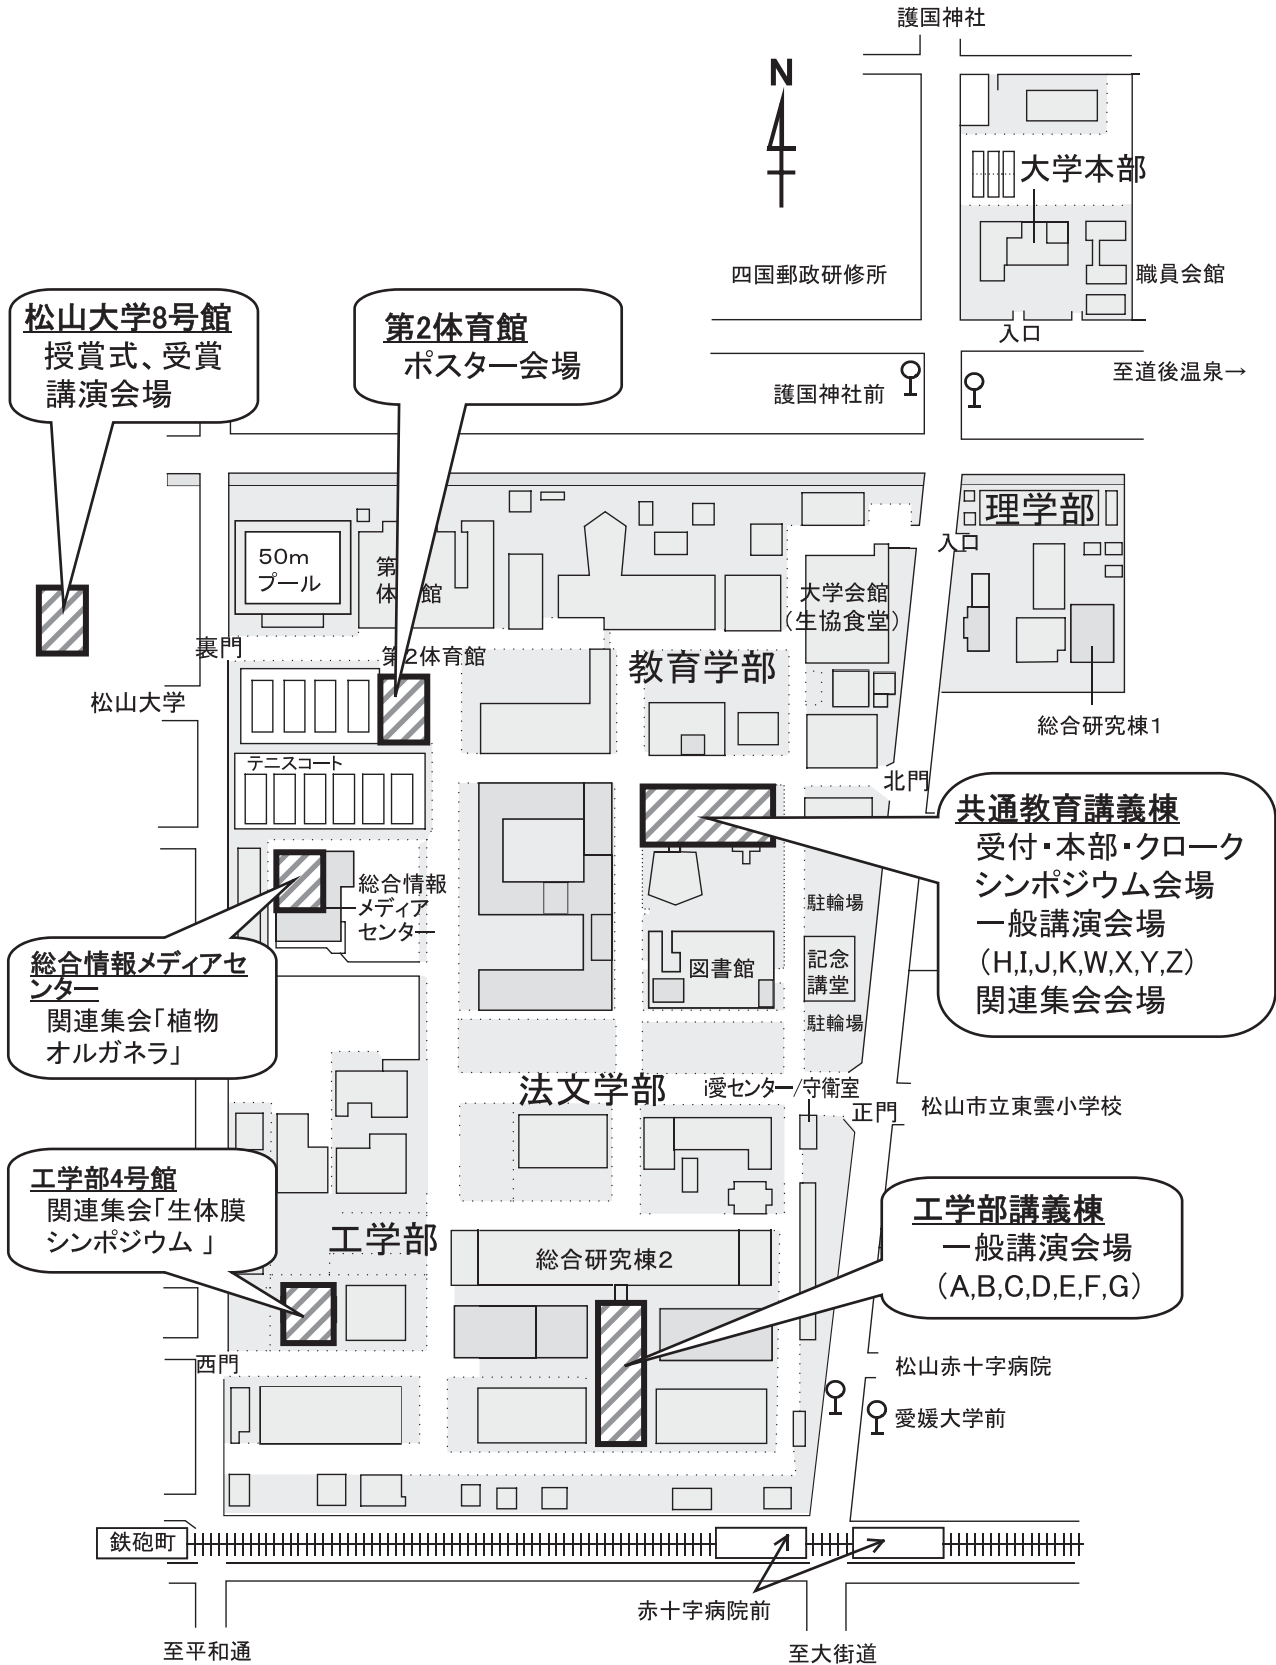 護国神社
N
大学本部
四国郵政研修所
職員会館
入口
松山大学8号館
授賞式、受賞
講演会場
第2体育館
ポスター会場
至道後温泉→
護国神社前
理学部
入口
50m
プール
第
体 館
大学会館
(生協食堂)
裏門
第2体育館
教育学部
松山大学
総合研究棟1
テニスコート
北門
共通教育講義棟
受付・本部・クローク
シンポジウム会場
一般講演会場
(H,I,J,K,W,X,Y,Z)
関連集会会場
総合情報
メディア
センター
駐輪場
総合情報メディアセ
ンター
関連集会「植物
オルガネラ」
図書館
記念
講堂
駐輪場
法文学部
i愛センター/守衛室
正門
松山市立東雲小学校
工学部4号館
関連集会「生体膜
シンポジウム 」
工学部講義棟
一般講演会場
(A,B,C,D,E,F,G)
工学部
総合研究棟2
西門
松山赤十字病院
愛媛大学前
鉄砲町
赤十字病院前
至平和通
至大街道